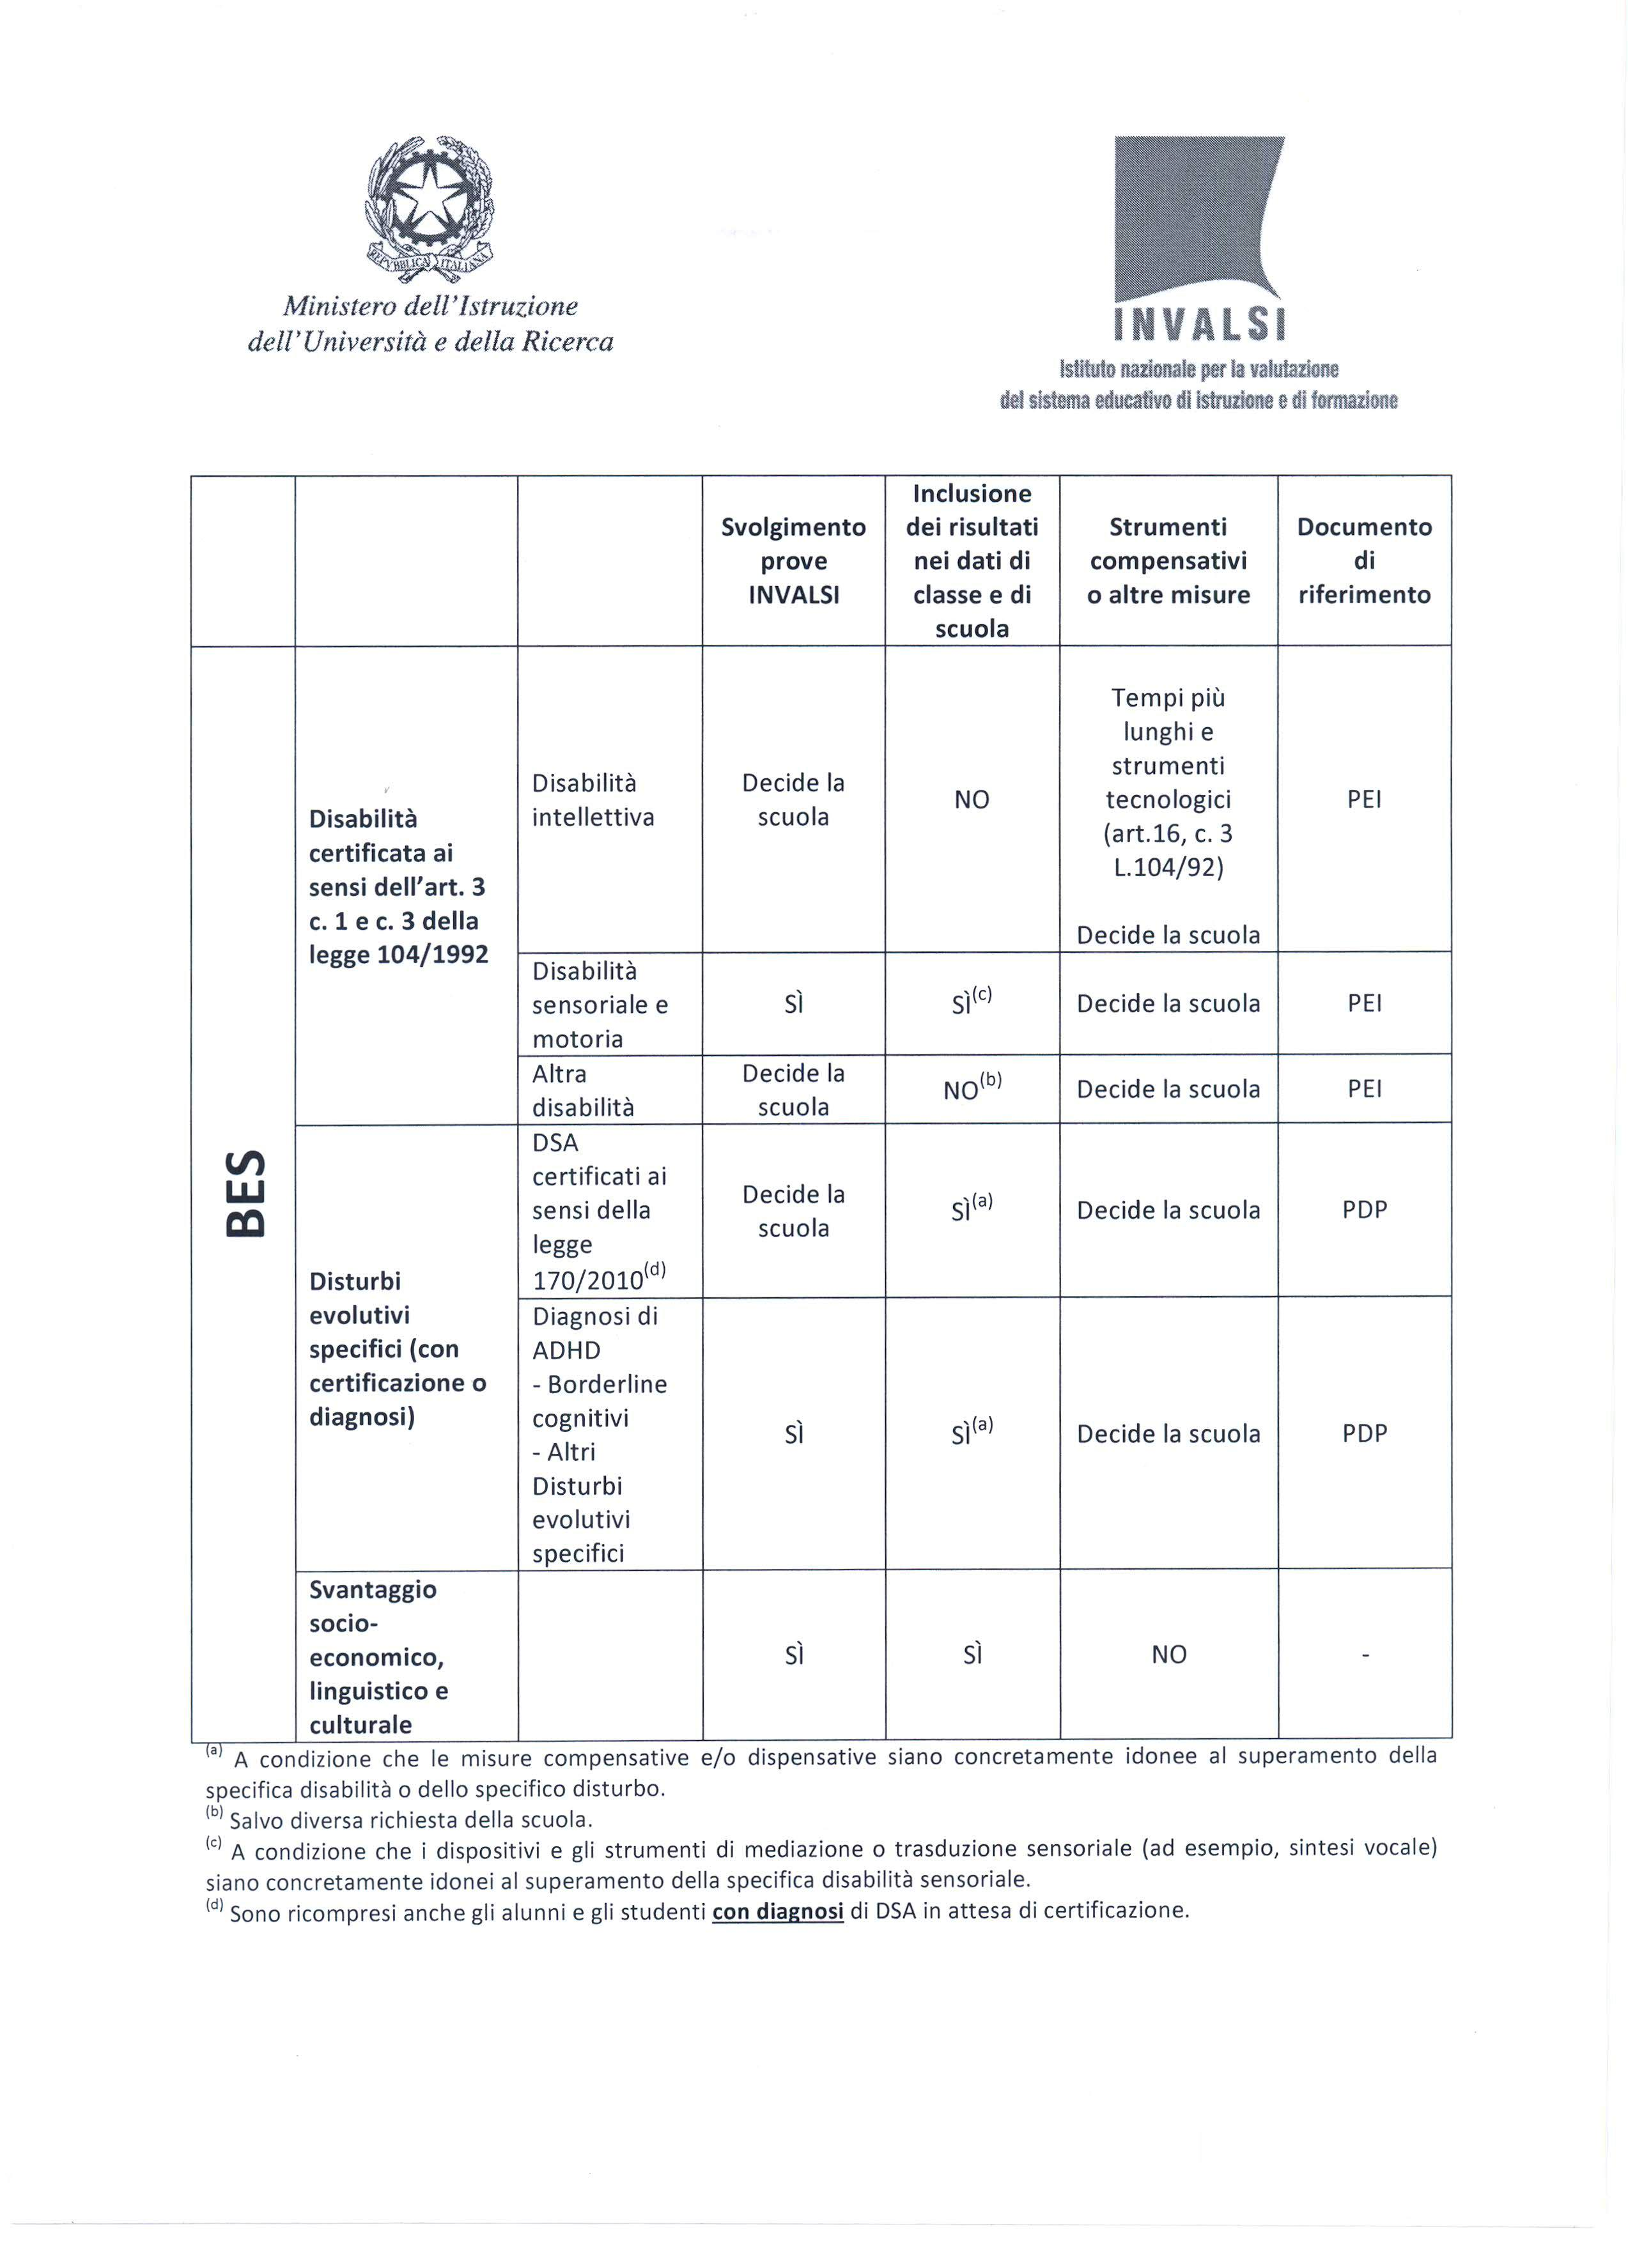 REPVBBLICA ITALIANA
Ministero dell'Istruzione
dell'Università e della Ricerca
INVALSI
Istituto nazionale per la valutazione
del sistema educativo di istruzione e di formazione
Svolgimento
prove
INVALSI
Inclusione
dei risultati
nei dati di
classe e di
scuola
Strumenti
compensativi
o altre misure
Documento
di
riferimento
BES
Disabilità
certificata ai
sensi dell'art. 3
c. 1 e c. 3 della
legge 104/1992
Disabilità
intellettiva
Decide la
scuola
NO
Tempi più
lunghi e
strumenti
tecnologici
(art.16, c. 3
L.104/92)
Decide la scuola
PEI
Disabilità
sensoriale e
motoria
SÌ
SÌ(c)
Decide la scuola
PEI
Altra
disabilità
Decide la
scuola
NO(b)
Decide la scuola
PEI
Disturbi
evolutivi
specifici (con
certificazione o
diagnosi)
DSA
certificati ai
sensi della
legge
170/2010(d)
Decide la
scuola
SÌ(a)
Decide la scuola
PDP
Diagnosi di
ADHD
- Borderline
cognitivi
- Altri
Disturbi
evolutivi
specifici
SÌ
SÌ(a)
Decide la scuola
PDP
Svantaggio
socio-
economico,
linguistico e
culturale
SÌ
SÌ
NO
-
(a) A condizione che le misure compensative e/o dispensative siano concretamente idonee al superamento della
specifica disabilità o dello specifico disturbo.
(b) Salvo diversa richiesta della scuola.
(c) A condizione che i dispositivi e gli strumenti di mediazione o trasduzione sensoriale (ad esempio, sintesi vocale)
siano concretamente idonei al superamento della specifica disabilità sensoriale.
(d) Sono ricompresi anche gli alunni e gli studenti con diagnosi di DSA in attesa di certificazione.